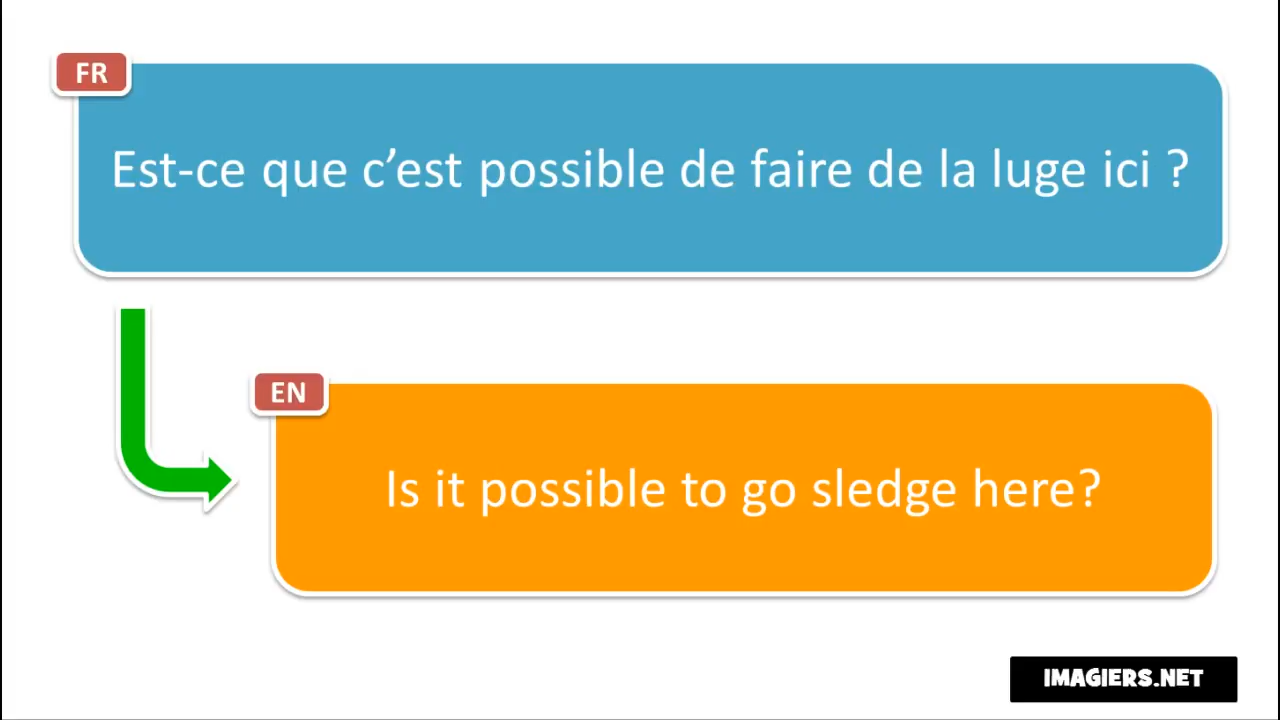 FR
Est-ce que c’est possible de faire de la luge ici ?
EN
Is it possible to go sledge here?
IMAGIERS.NET